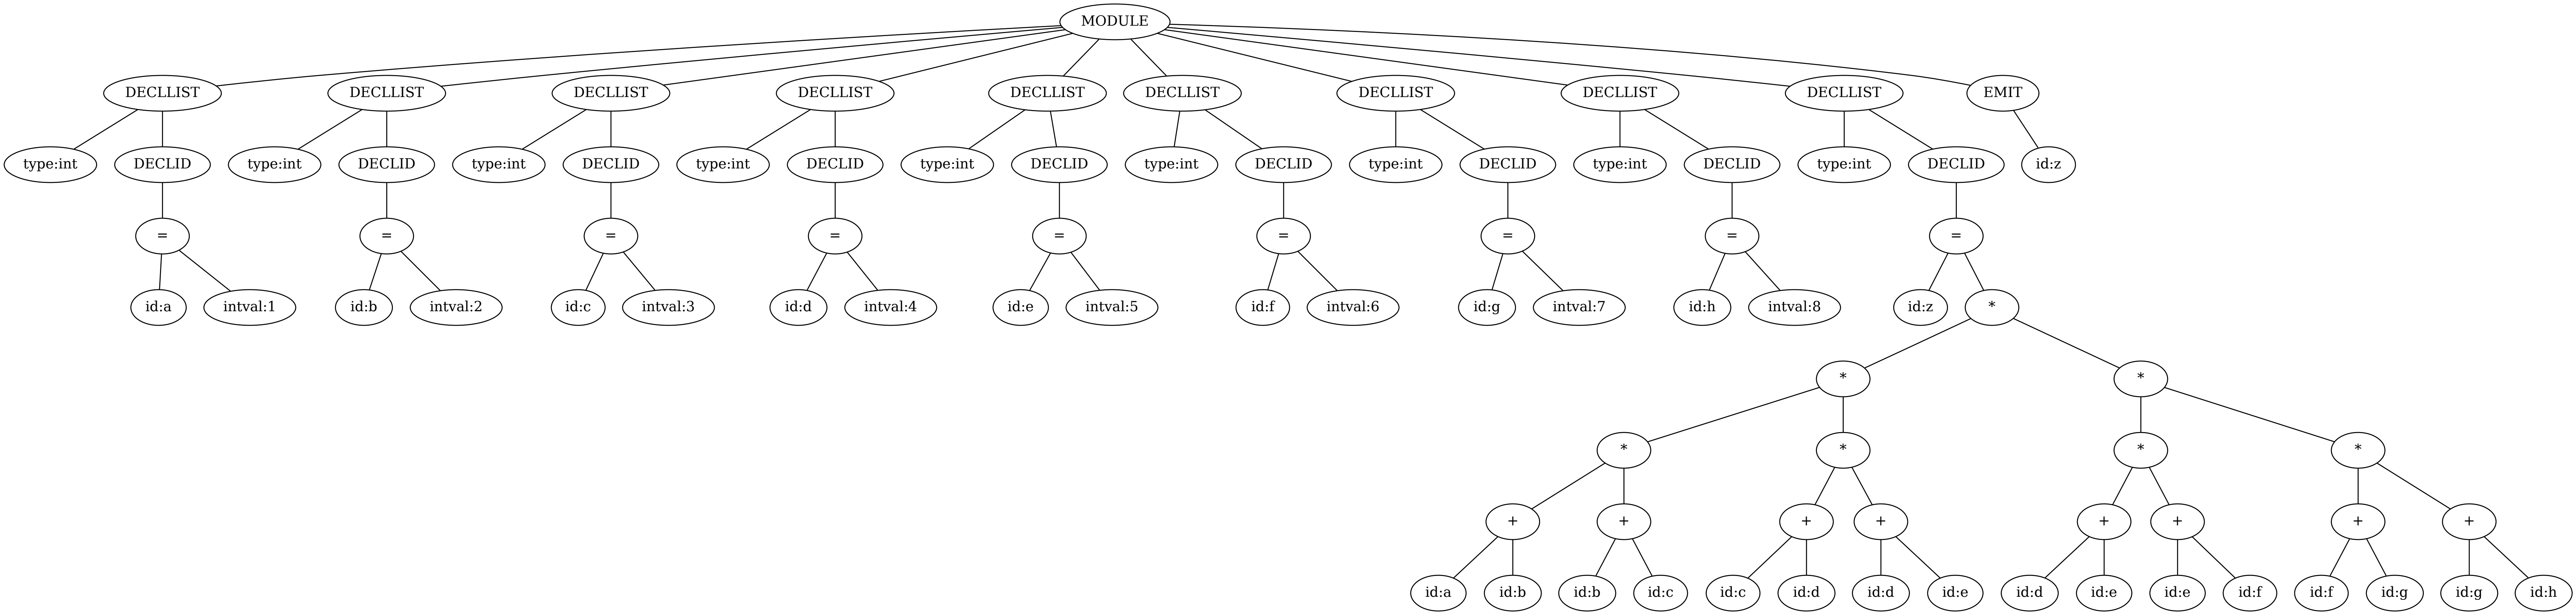 MODULE
DECLLIST DECLLIST DECLLIST DECLLIST DECLLIST DECLLIST DECLLIST DECLLIST DECLLIST EMIT
type:int DECLID type:int DECLID type:int DECLID type:int DECLID type:int DECLID type:int DECLID type:int DECLID type:int DECLID type:int DECLID id:z
= = = = = = = = =
id:a intval:1 id:b intval:2 id:c intval:3 id:d intval:4 id:e intval:5 id:f intval:6 id:g intval:7 id:h intval:8 id:z *
* *
* * * *
+ + + + + + + +
id:a id:b id:b id:c id:c id:d id:d id:e id:d id:e id:e id:f id:f id:g id:g id:h